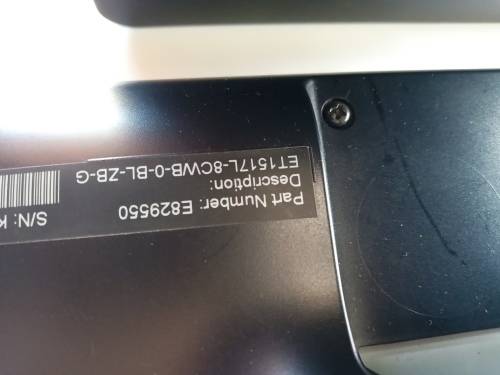 Part Number: E829550
Description:
ET1517L-8CWB-0-BL-ZB-G
S/N: K